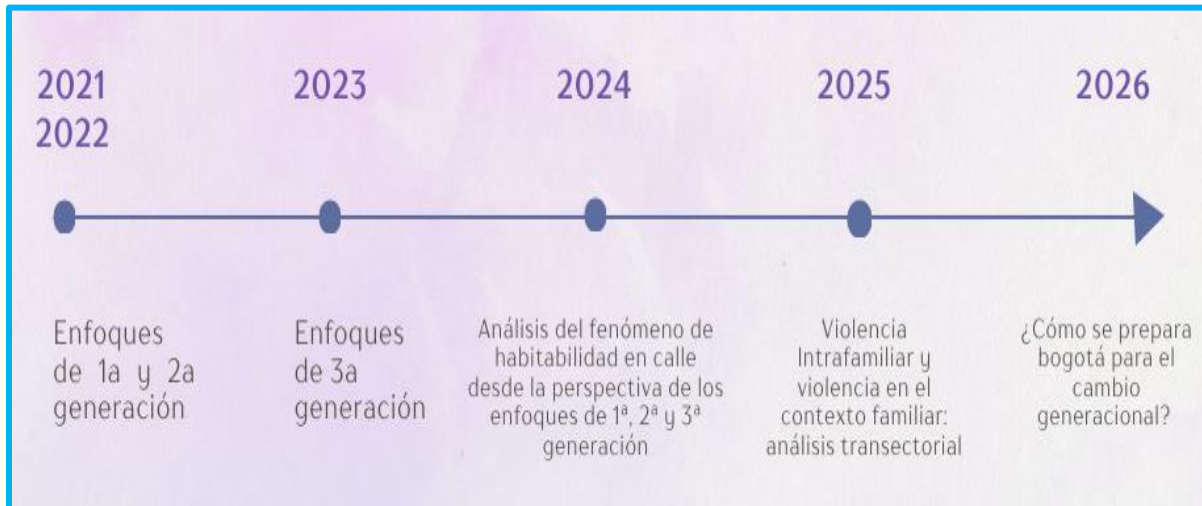 2021
2022
2023
2024
2025
2026
Enfoques
de 1a y 2a
generación
Enfoques
de 3a
generación
Análisis del fenómeno de
habitabilidad en calle
desde la perspectiva de los
enfoques de 1ª, 2ª y 3ª
generación
Violencia
Intrafamiliar y
violencia en el
contexto familiar:
análisis transectorial
¿Cómo se prepara
bogotá para el
cambio
generacional?